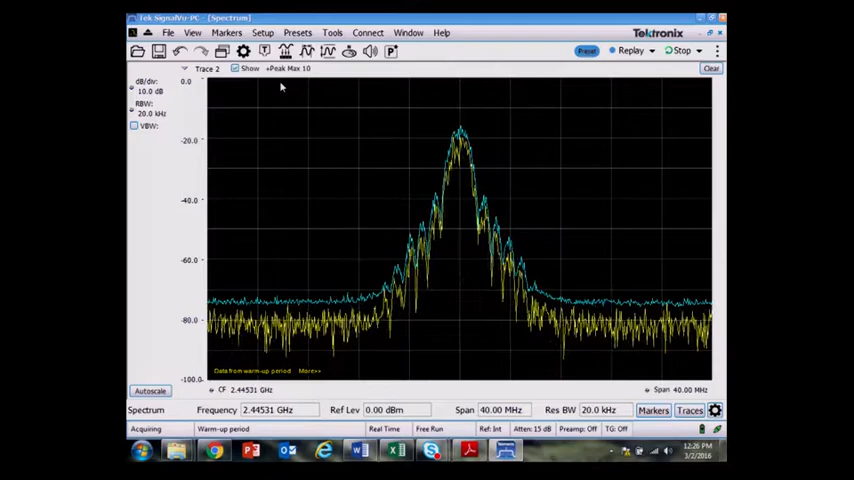 Tek SignalVu-PC - [Spectrum]
File View Markers Setup Presets Tools Connect Window Help
Tektronix
Preset Replay Stop
Trace 2 Show +Peak Max 10 Clear
dB/div:
10.0 dB
RBW:
20.0 kHz
VBW:
0.0
-20.0
-40.0
-60.0
-80.0
-100.0
Data from warm-up period More>>
Autoscale CF 2.44531 GHz Span 40.00 MHz
Spectrum Frequency 2.44531 GHz Ref Lev 0.00 dBm Span 40.00 MHz Res BW 20.0 kHz Markers Traces
Acquiring Warm-up period Real Time Free Run Ref: Int Atten: 15 dB Preamp: Off TG: Off
12:26 PM
3/2/2016